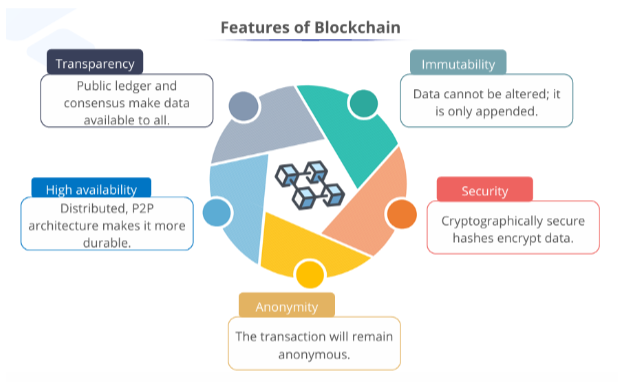 Features of Blockchain
Transparency
Public ledger and
consensus make data
available to all.
Immutability
Data cannot be altered; it
is only appended.
High availability
Distributed, P2P
architecture makes it more
durable.
Security
Cryptographically secure
hashes encrypt data.
Anonymity
The transaction will remain
anonymous.